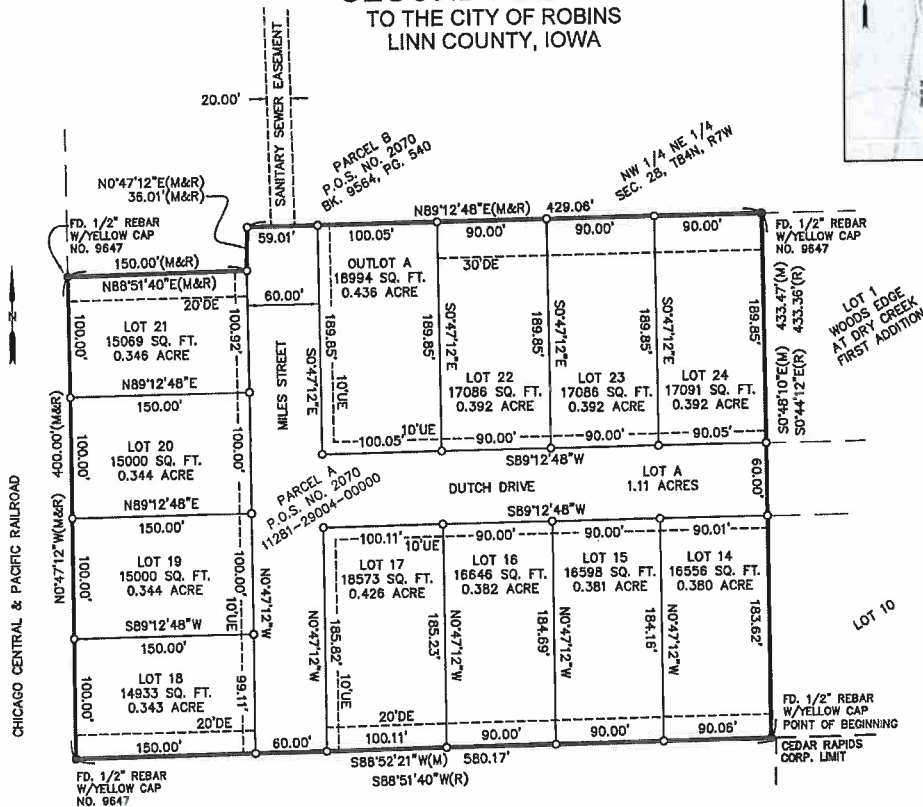 TO THE CITY OF ROBINS
LINN COUNTY, IOWA
SANITARY SEWER EASEMENT
20.00'
PARCEL B
P.O.S. NO. 2070
BK. 9564, PG. 540
NW 1/4 NE 1/4
SEC. 28, T84N, R7W
N0°47'12"E(M&R)
36.01'(M&R)
N89°12'48"E(M&R) 429.06'
FD. 1/2" REBAR
W/YELLOW CAP
NO. 9647
150.00'(M&R)
N88°51'40"E(M&R)
59.01'
100.05'
90.00'
90.00'
90.00'
FD. 1/2" REBAR
W/YELLOW CAP
NO. 9647
N
20'DE
60.00'
OUTLOT A
18994 SQ. FT.
0.436 ACRE
30'DE
433.47'(M)
433.36'(R)
S0°48'10"E(M)
S0°44'12"E(R)
LOT 1
WOODS EDGE
AT DRY CREEK
FIRST ADDITION
100.00'
LOT 21
15069 SQ. FT.
0.346 ACRE
100.92'
MILES STREET
189.85'
S0°47'12"E
10'UE
189.85'
S0°47'12"E
189.85'
S0°47'12"E
189.85'
S0°47'12"E
189.85'
N89°12'48"E
150.00'
LOT 22
17086 SQ. FT.
0.392 ACRE
LOT 23
17086 SQ. FT.
0.392 ACRE
LOT 24
17091 SQ. FT.
0.392 ACRE
N0°47'12"W(M&R) 400.00'(M&R)
100.00'
LOT 20
15000 SQ. FT.
0.344 ACRE
100.00'
100.05'
10'UE
90.00'
90.00'
90.05'
S89°12'48"W
PARCEL A
P.O.S. NO. 2070
11281-29004-00000
DUTCH DRIVE
LOT A
1.11 ACRES
60.00'
S89°12'48"W
N89°12'48"E
150.00'
CHICAGO CENTRAL & PACIFIC RAILROAD
100.00'
LOT 19
15000 SQ. FT.
0.344 ACRE
100.00'
10'UE
N0°47'12"W
100.11'
10'UE
90.00'
90.00'
90.01'
LOT 17
18573 SQ. FT.
0.426 ACRE
LOT 16
16646 SQ. FT.
0.382 ACRE
LOT 15
16598 SQ. FT.
0.381 ACRE
LOT 14
16556 SQ. FT.
0.380 ACRE
LOT 10
S89°12'48"W
150.00'
N0°47'12"W
185.82'
10'UE
185.23'
N0°47'12"W
184.69'
N0°47'12"W
184.16'
N0°47'12"W
183.62'
100.00'
LOT 18
14933 SQ. FT.
0.343 ACRE
99.11'
20'DE
20'DE
150.00'
60.00'
100.11'
90.00'
90.00'
90.06'
FD. 1/2" REBAR
W/YELLOW CAP
POINT OF BEGINNING
CEDAR RAPIDS
CORP. LIMIT
S88°52'21"W(M) 580.17'
S88°51'40"W(R)
FD. 1/2" REBAR
W/YELLOW CAP
NO. 9647